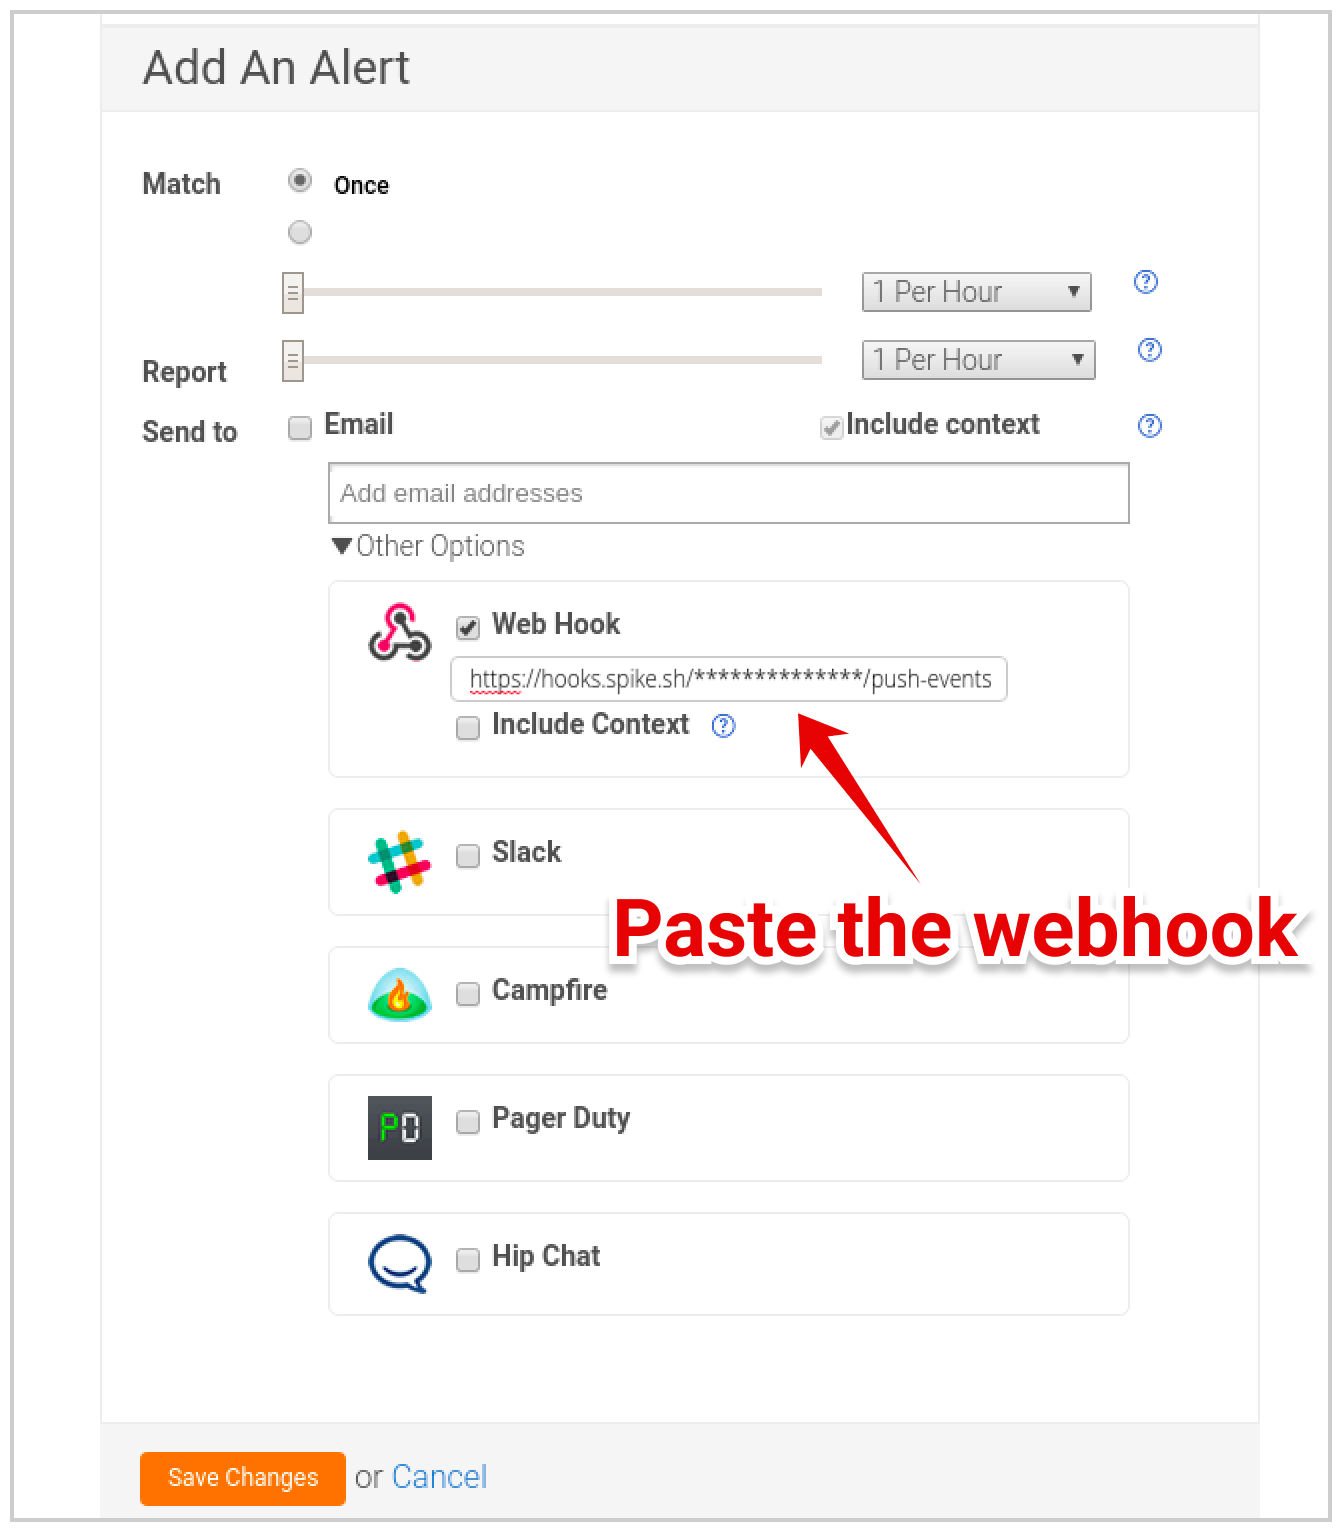 Add An Alert
Match
Once
1 Per Hour ▼ ?
Report
1 Per Hour ▼ ?
Send to
Email
Include context ?
Add email addresses
▼Other Options
Web Hook
https://hooks.spike.sh/**************/push-events
Include Context ?
Slack
Paste the webhook
Campfire
PD
Pager Duty
Hip Chat
Save Changes or Cancel